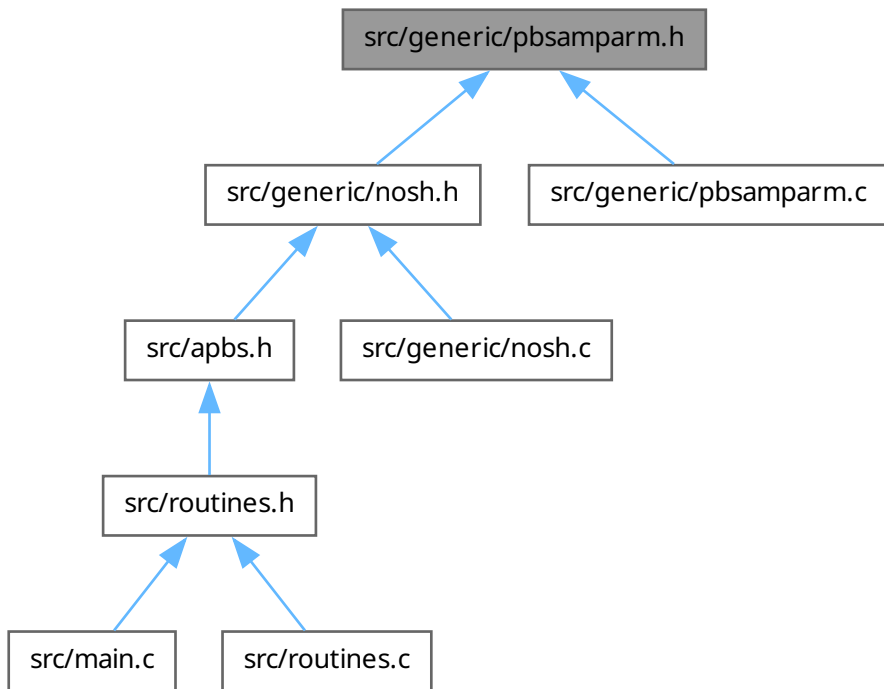 src/generic/pbsamparm.h
src/generic/nosh.h
src/generic/pbsamparm.c
src/apbs.h
src/generic/nosh.c
src/routines.h
src/main.c
src/routines.c